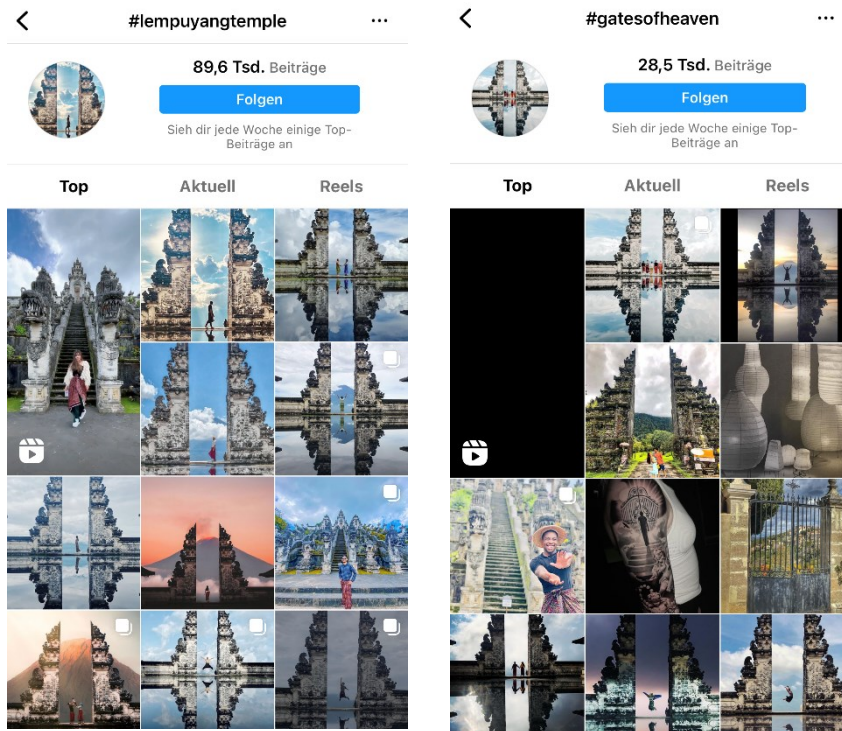 #lempuyangtemple
89,6 Tsd. Beiträge
Folgen
Sieh dir jede Woche einige Top-
Beiträge an
Top
Aktuell
Reels
#gatesofheaven
28,5 Tsd. Beiträge
Folgen
Sieh dir jede Woche einige Top-
Beiträge an
Top
Aktuell
Reels